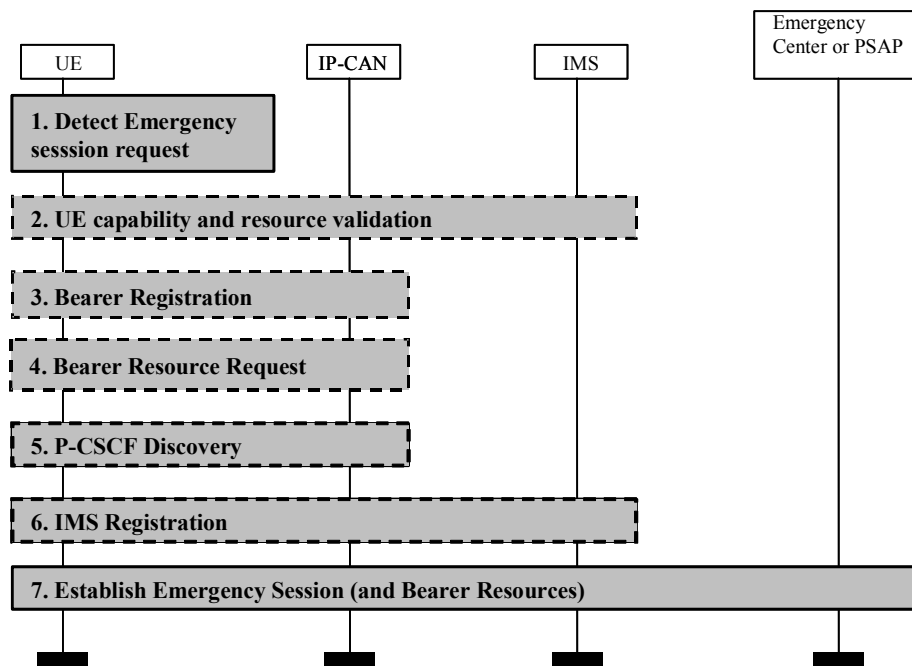 Emergency
Center or PSAP
UE
IP-CAN
IMS
1. Detect Emergency
sesssion request
2. UE capability and resource validation
3. Bearer Registration
4. Bearer Resource Request
5. P-CSCF Discovery
6. IMS Registration
7. Establish Emergency Session (and Bearer Resources)